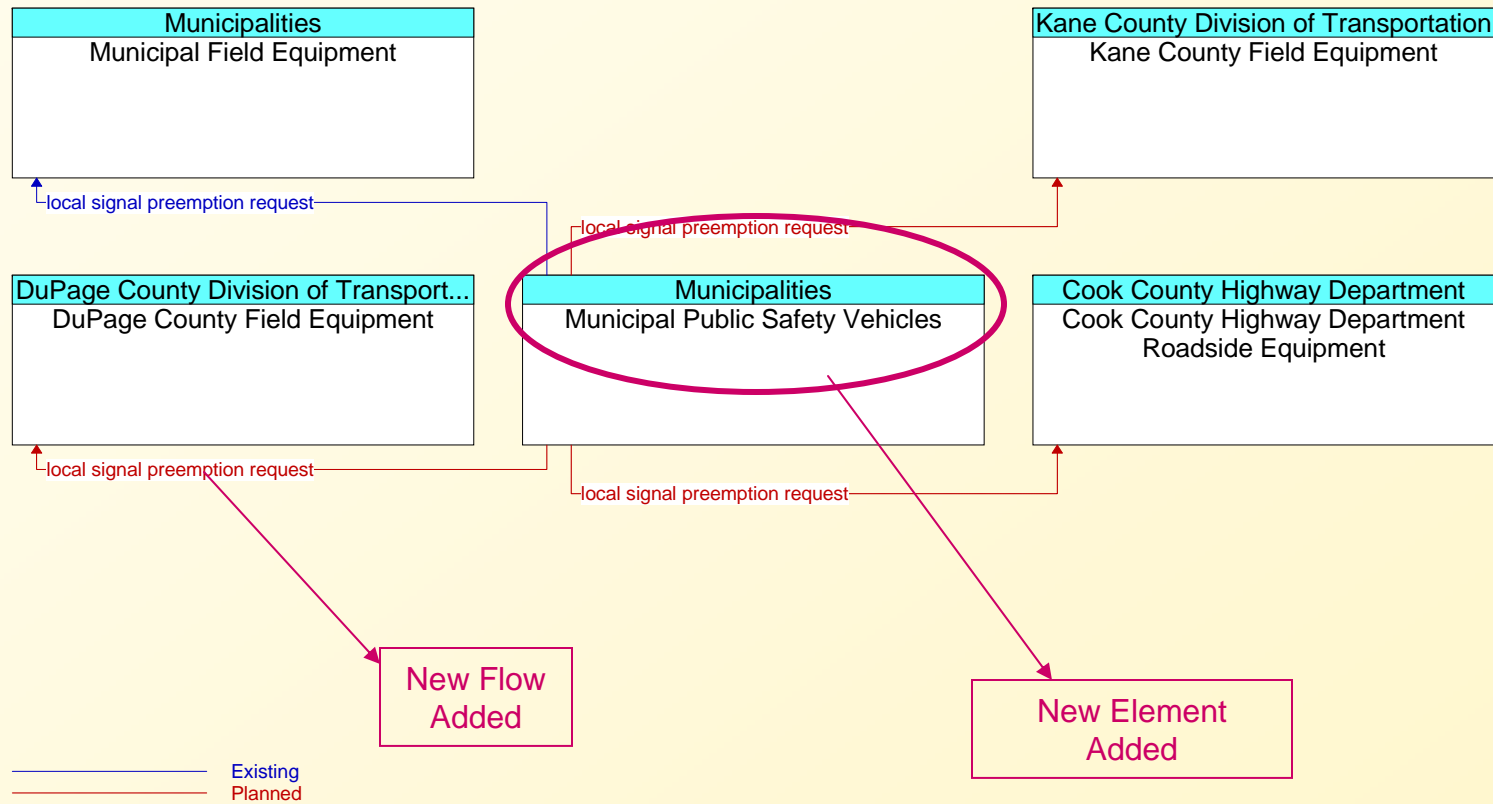 Municipalities
Municipal Field Equipment
Kane County Division of Transportation
Kane County Field Equipment
local signal preemption request
local signal preemption request
DuPage County Division of Transport...
DuPage County Field Equipment
Municipalities
Municipal Public Safety Vehicles
Cook County Highway Department
Cook County Highway Department
Roadside Equipment
local signal preemption request
local signal preemption request
New Flow
Added
New Element
Added
Existing
Planned